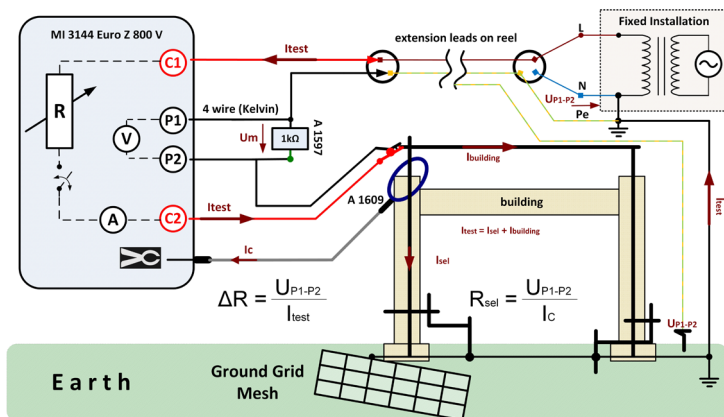 MI 3144 Euro Z 800 V
Itest
extension leads on reel
L
Fixed Installation
C1
R
P1
4 wire (Kelvin)
N
UP1-P2
Pe
V
Um
1kΩ
A 1597
P2
Ibuilding
Itest
A
C2
Itest
A 1609
building
Itest = Isel + Ibuilding
Ic
Isel
ΔR = UP1-P2 / Itest
Rsel = UP1-P2 / IC
UP1-P2
Earth
Ground Grid
Mesh